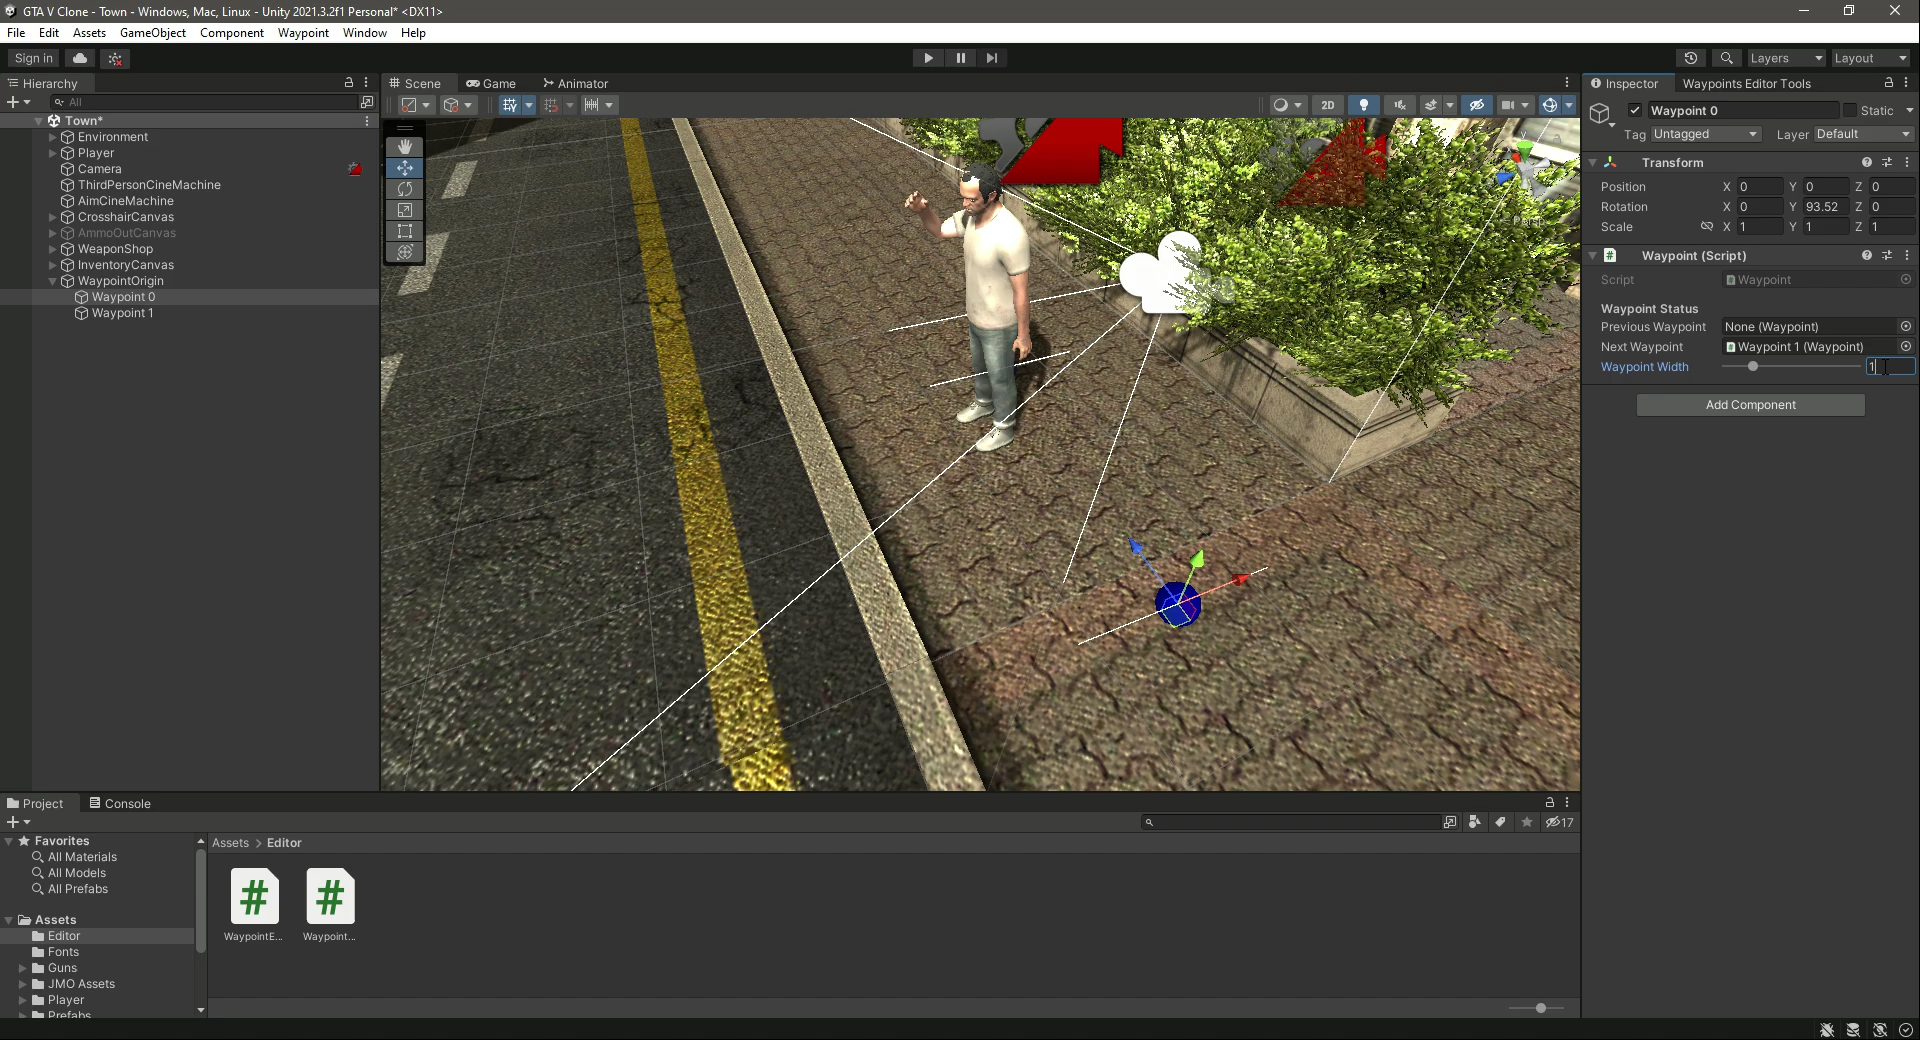 GTA V Clone - Town - Windows, Mac, Linux - Unity 2021.3.2f1 Personal* <DX11>
File Edit Assets GameObject Component Waypoint Window Help
Sign in
Layers
Layout
Hierarchy
All
Town*
Environment
Player
Camera
ThirdPersonCineMachine
AimCineMachine
CrosshairCanvas
AmmoOutCanvas
WeaponShop
InventoryCanvas
WaypointOrigin
Waypoint 0
Waypoint 1
Scene Game Animator
2D
y
Persp
Inspector Waypoints Editor Tools
Waypoint 0 Static
Tag Untagged Layer Default
Transform
Position X 0 Y 0 Z 0
Rotation X 0 Y 93.52 Z 0
Scale X 1 Y 1 Z 1
# Waypoint (Script)
Script Waypoint
Waypoint Status
Previous Waypoint None (Waypoint)
Next Waypoint Waypoint 1 (Waypoint)
Waypoint Width 1
Add Component
Project Console
17
Favorites
All Materials
All Models
All Prefabs
Assets
Editor
Fonts
Guns
JMO Assets
Player
Prefabs
Assets > Editor
# #
WaypointE... Waypoint...